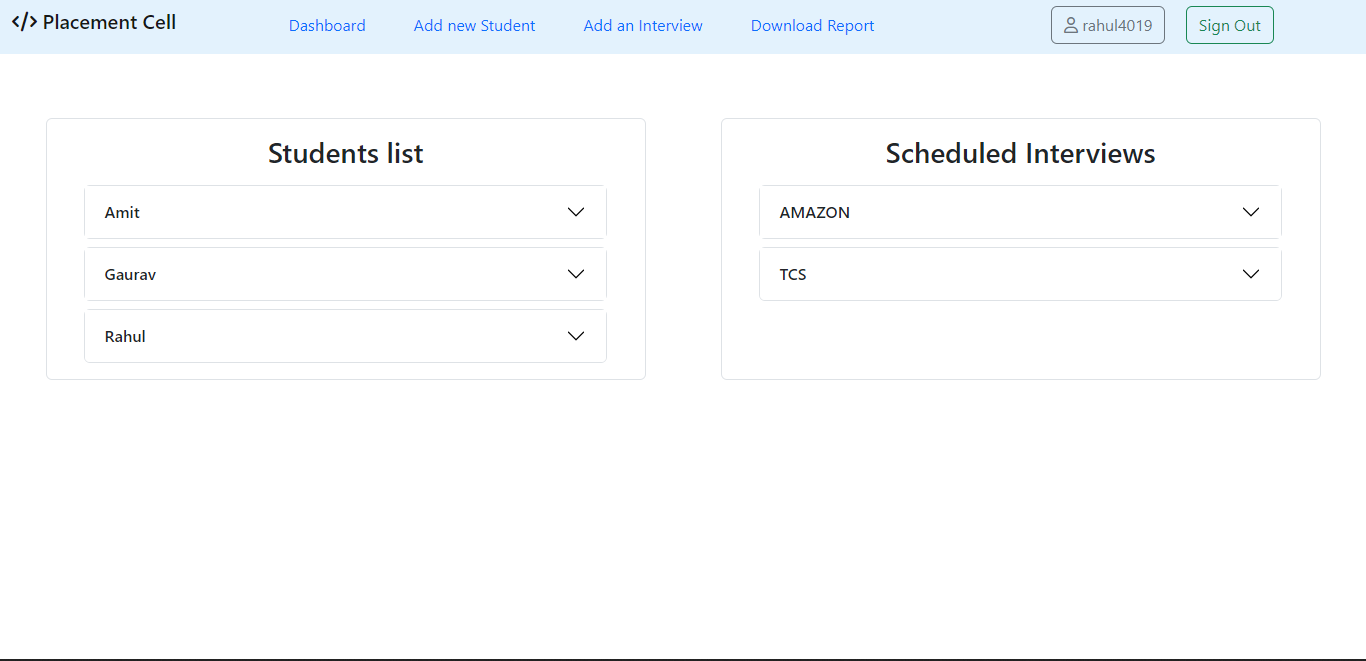 </> Placement Cell
Dashboard
Add new Student
Add an Interview
Download Report
rahul4019
Sign Out
Students list
Amit
Gaurav
Rahul
Scheduled Interviews
AMAZON
TCS